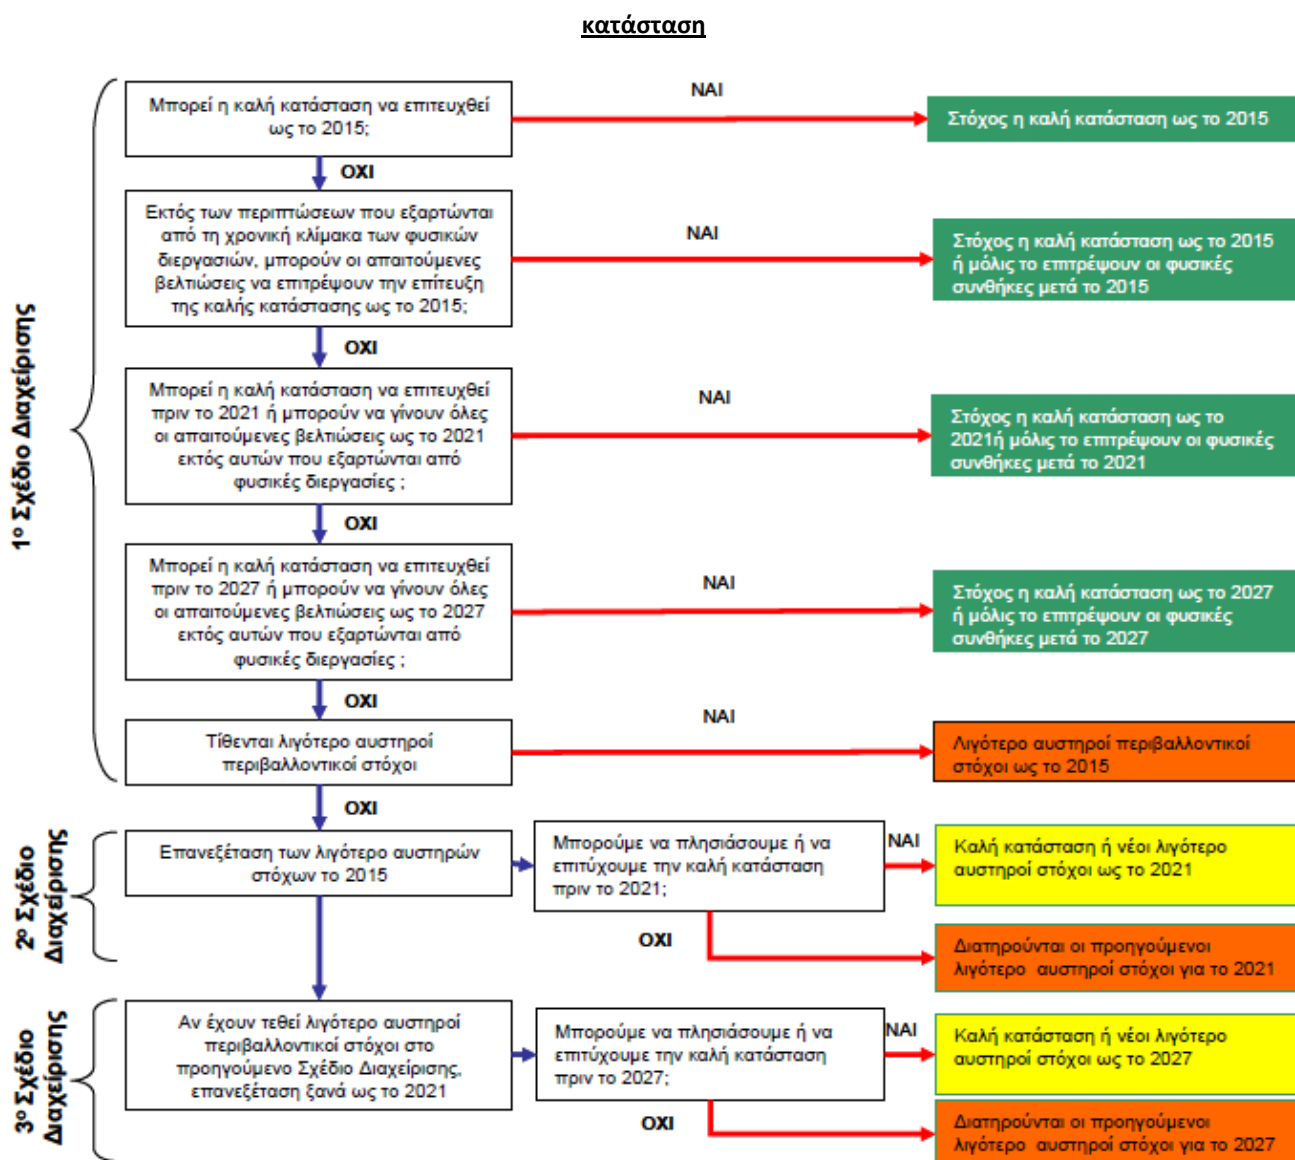 κατάσταση
1º Σχέδιο Διαχείρισης
Μπορεί η καλή κατάσταση να επιτευχθεί
ως το 2015;
ΝΑΙ
Στόχος η καλή κατάσταση ως το 2015
ΟΧΙ
Εκτός των περιπτώσεων που εξαρτώνται
από τη χρονική κλίμακα των φυσικών
διεργασιών, μπορούν οι απαιτούμενες
βελτιώσεις να επιτρέψουν την επίτευξη
της καλής κατάστασης ως το 2015;
ΝΑΙ
Στόχος η καλή κατάσταση ως το 2015
ή μόλις το επιτρέψουν οι φυσικές
συνθήκες μετά το 2015
ΟΧΙ
Μπορεί η καλή κατάσταση να επιτευχθεί
πριν το 2021 ή μπορούν να γίνουν όλες
οι απαιτούμενες βελτιώσεις ως το 2021
εκτός αυτών που εξαρτώνται από
φυσικές διεργασίες ;
ΝΑΙ
Στόχος η καλή κατάσταση ως το
2021ή μόλις το επιτρέψουν οι φυσικές
συνθήκες μετά το 2021
ΟΧΙ
Μπορεί η καλή κατάσταση να επιτευχθεί
πριν το 2027 ή μπορούν να γίνουν όλες
οι απαιτούμενες βελτιώσεις ως το 2027
εκτός αυτών που εξαρτώνται από
φυσικές διεργασίες ;
ΝΑΙ
Στόχος η καλή κατάσταση ως το 2027
ή μόλις το επιτρέψουν οι φυσικές
συνθήκες μετά το 2027
ΟΧΙ
Τίθενται λιγότερο αυστηροί
περιβαλλοντικοί στόχοι
ΝΑΙ
Λιγότερο αυστηροί περιβαλλοντικοί
στόχοι ως το 2015
ΟΧΙ
2º Σχέδιο
Διαχείρισης
Επανεξέταση των λιγότερο αυστηρών
στόχων το 2015
Μπορούμε να πλησιάσουμε ή να
επιτύχουμε την καλή κατάσταση
πριν το 2021;
ΝΑΙ
Καλή κατάσταση ή νέοι λιγότερο
αυστηροί στόχοι ως το 2021
ΟΧΙ
Διατηρούνται οι προηγούμενοι
λιγότερο αυστηροί στόχοι για το 2021
3º Σχέδιο
Διαχείρισης
Αν έχουν τεθεί λιγότερο αυστηροί
περιβαλλοντικοί στόχοι στο
προηγούμενο Σχέδιο Διαχείρισης,
επανεξέταση ξανά ως το 2021
Μπορούμε να πλησιάσουμε ή να
επιτύχουμε την καλή κατάσταση
πριν το 2027;
ΝΑΙ
Καλή κατάσταση ή νέοι λιγότερο
αυστηροί στόχοι ως το 2027
ΟΧΙ
Διατηρούνται οι προηγούμενοι
λιγότερο αυστηροί στόχοι για το 2027